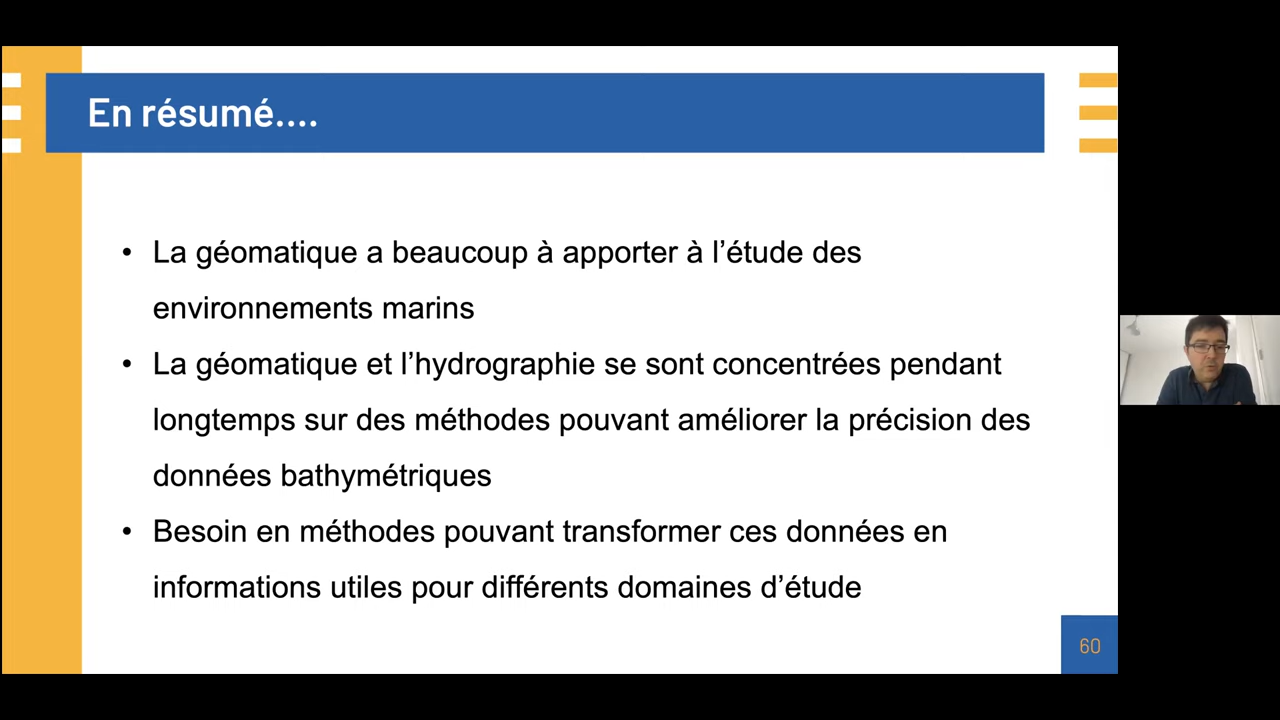 En résumé....
• La géomatique a beaucoup à apporter à l’étude des
environnements marins
• La géomatique et l’hydrographie se sont concentrées pendant
longtemps sur des méthodes pouvant améliorer la précision des
données bathymétriques
• Besoin en méthodes pouvant transformer ces données en
informations utiles pour différents domaines d’étude
60